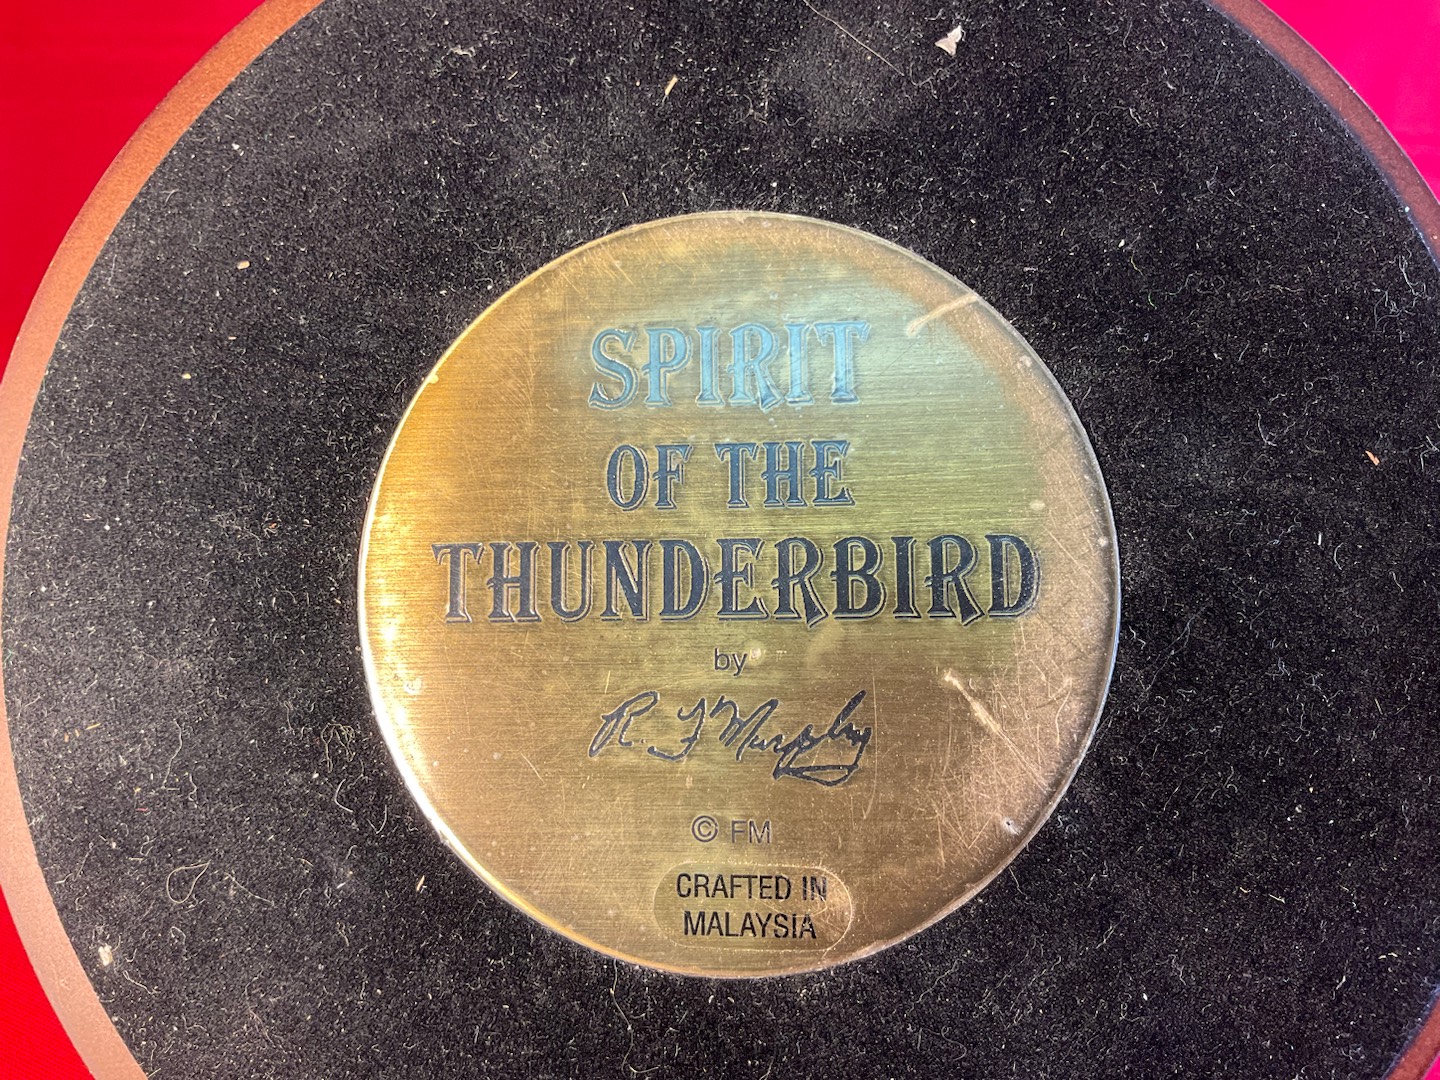 SPIRIT
OF THE
THUNDERBIRD
by
R. F. Murphy
© FM
CRAFTED IN
MALAYSIA